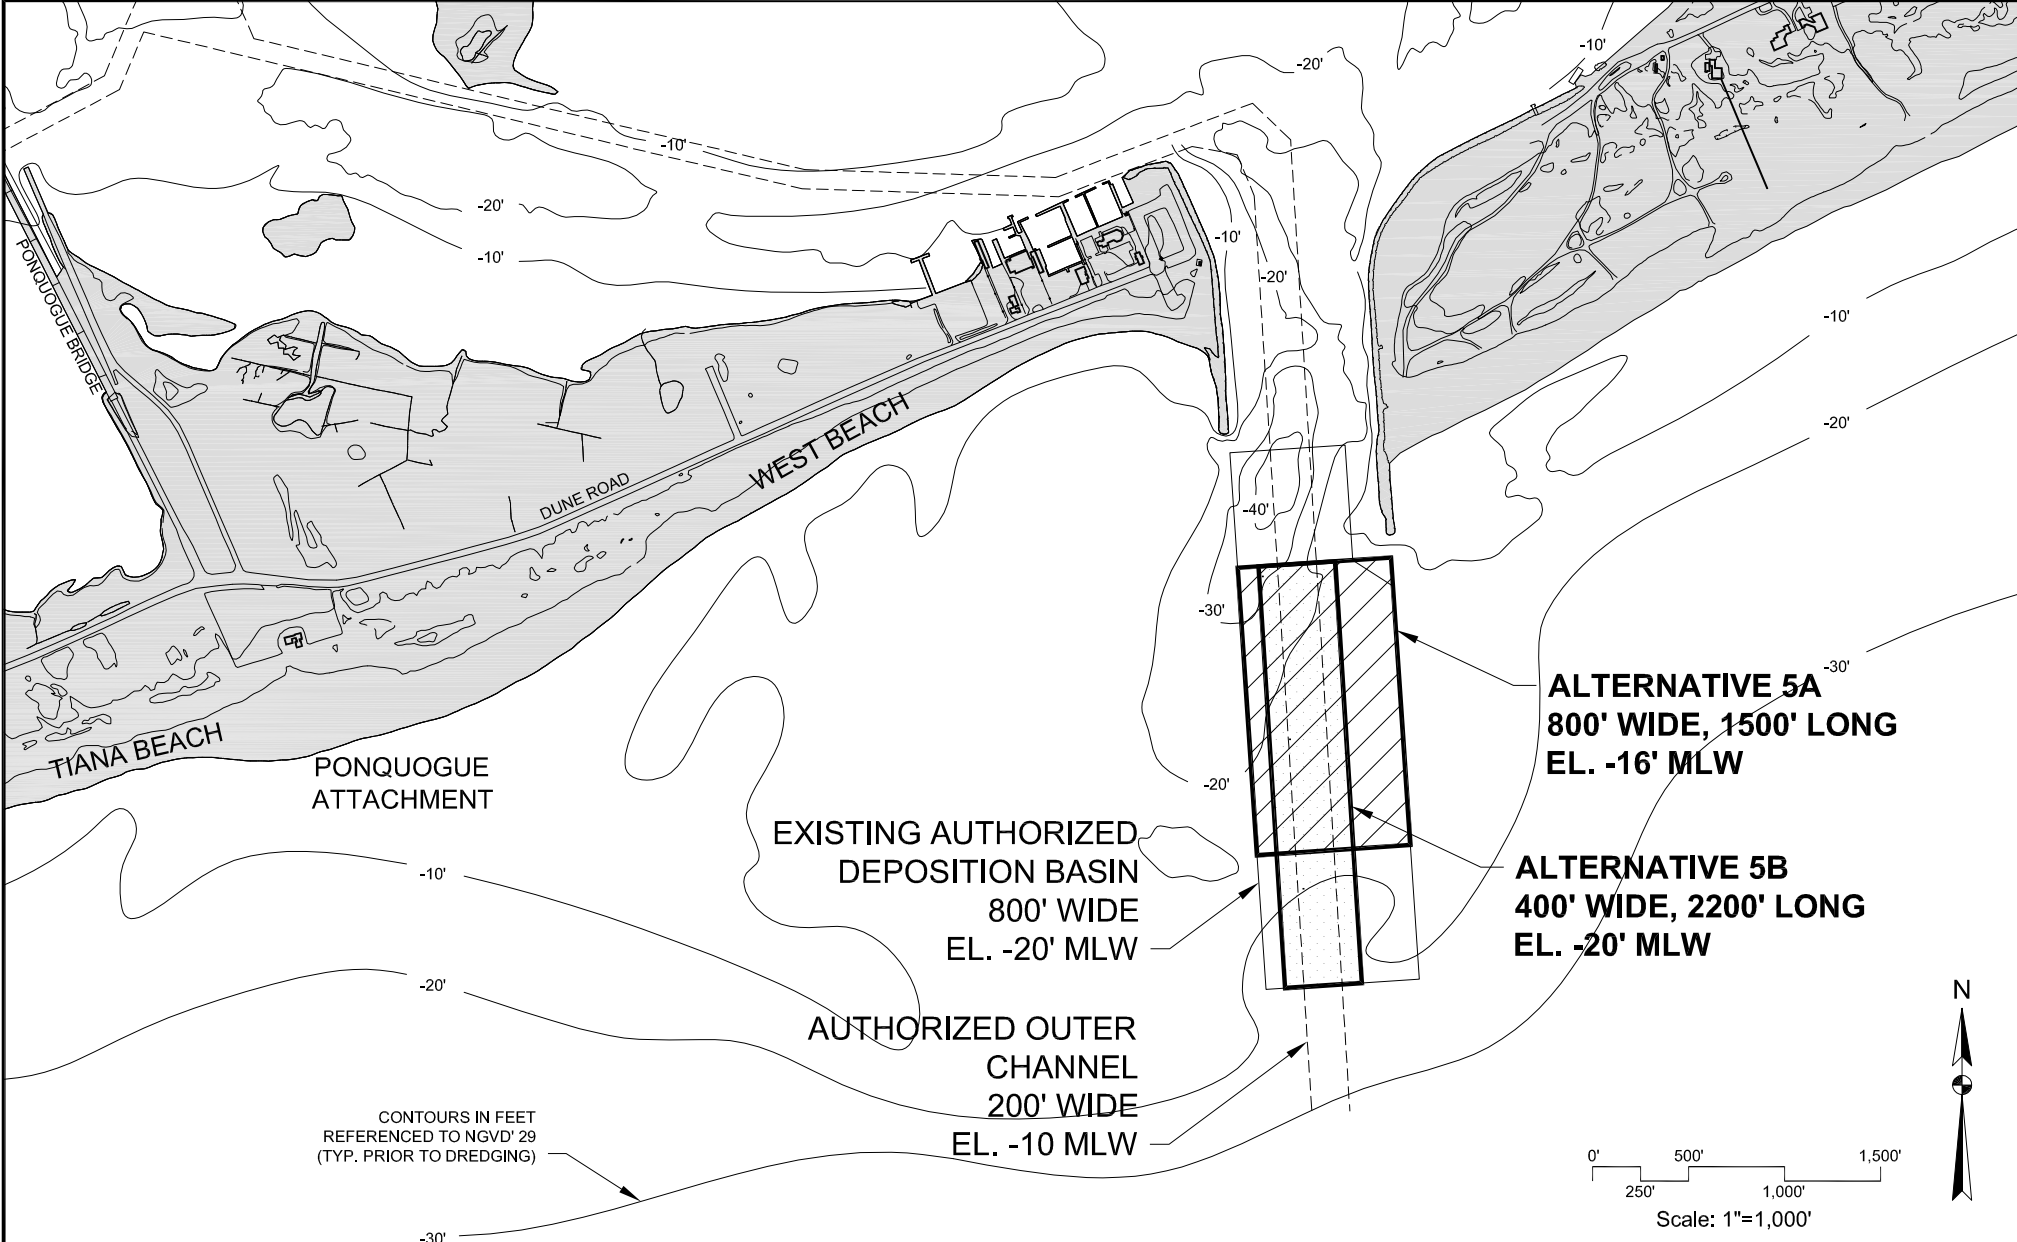 -10'
-20'
-10'
-20'
-10'
-10'
-20'
PONQUOGUE BRIDGE
-10'
-20'
WEST BEACH
DUNE ROAD
-40'
-30'
-30'
TIANA BEACH
PONQUOGUE
ATTACHMENT
-20'
ALTERNATIVE 5A
800' WIDE, 1500' LONG
EL. -16' MLW
EXISTING AUTHORIZED
DEPOSITION BASIN
800' WIDE
EL. -20' MLW
ALTERNATIVE 5B
400' WIDE, 2200' LONG
EL. -20' MLW
-10'
-20'
AUTHORIZED OUTER
CHANNEL
200' WIDE
EL. -10 MLW
CONTOURS IN FEET
REFERENCED TO NGVD' 29
(TYP. PRIOR TO DREDGING)
-30'
N
0' 500' 1,500'
250' 1,000'
Scale: 1"=1,000'